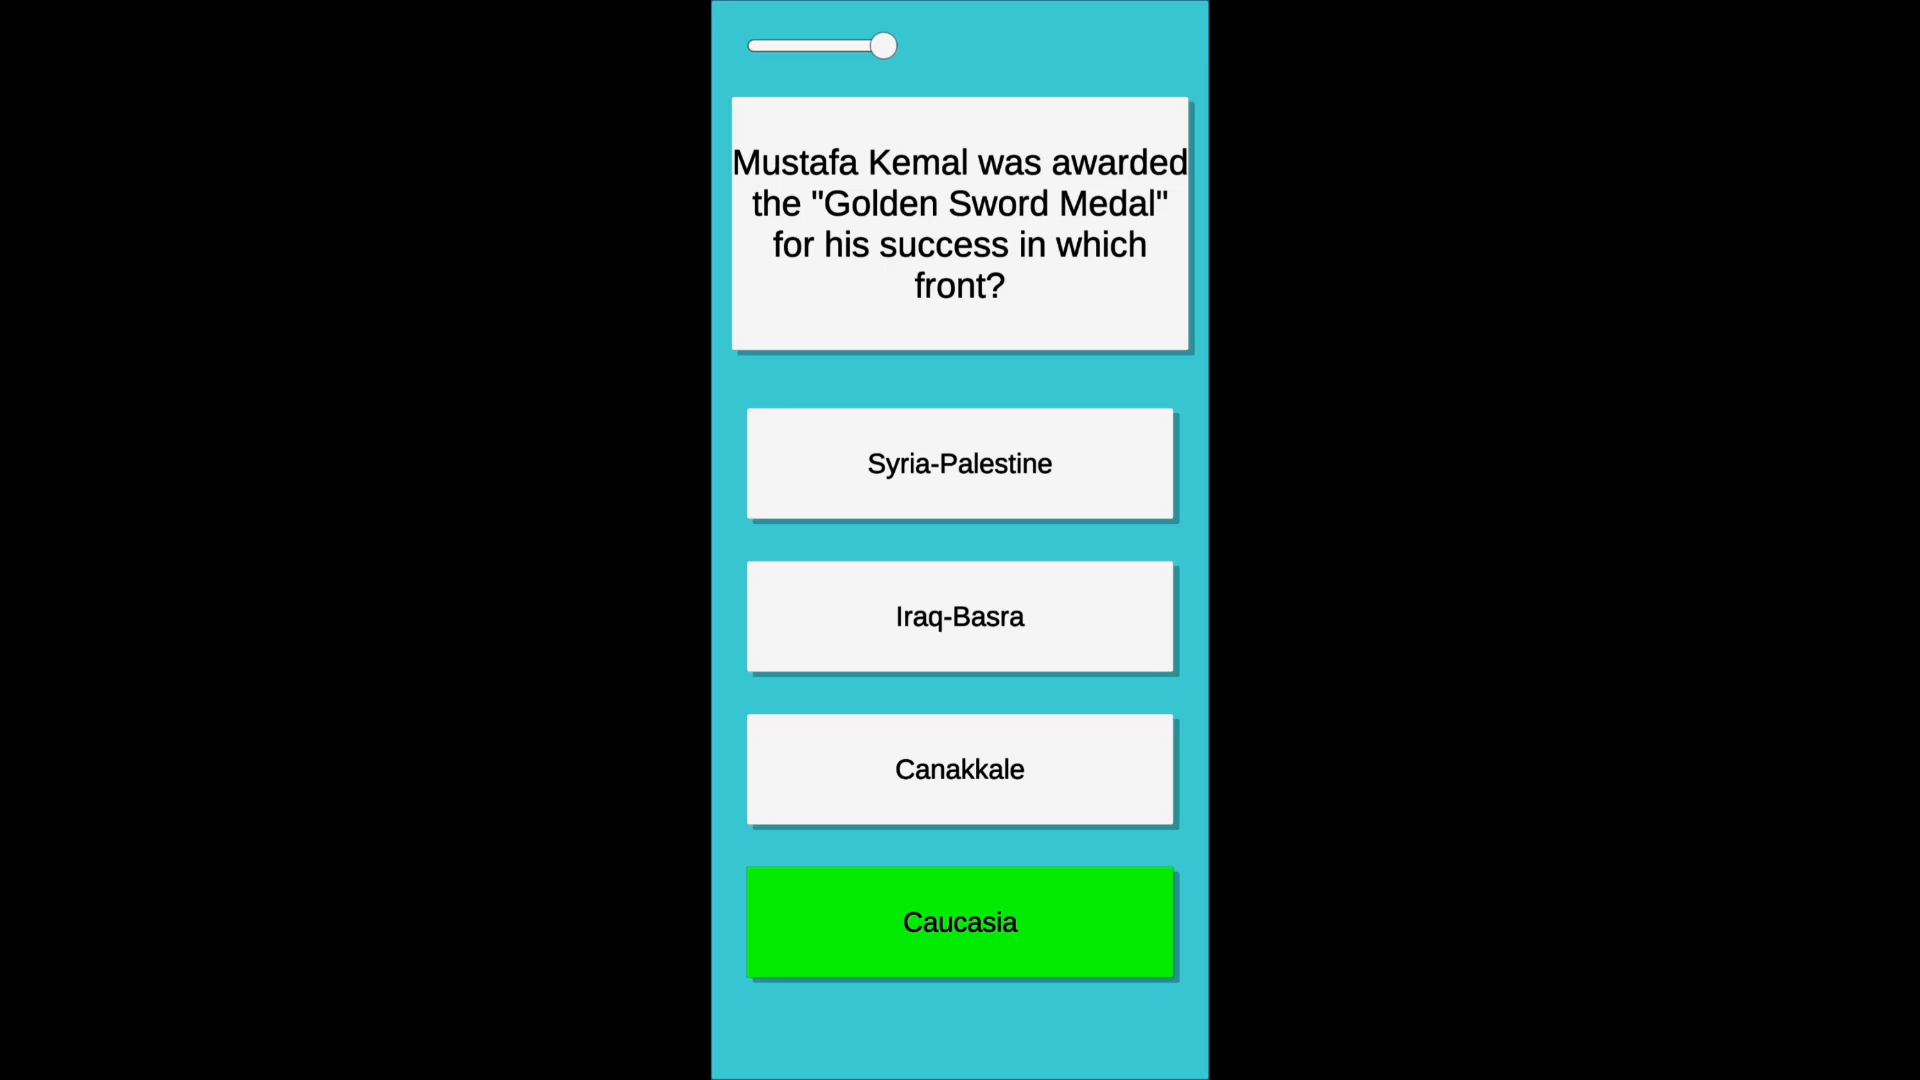 Mustafa Kemal was awarded
the "Golden Sword Medal"
for his success in which
front?
Syria-Palestine
Iraq-Basra
Canakkale
Caucasia